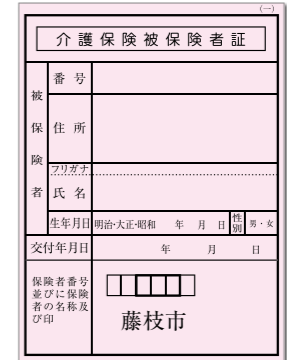 (一)
介護保険被保険者証
被保険者
番号
住所
フリガナ
氏名
生年月日
明治・大正・昭和 年 月 日
性別
男・女
交付年月日
年 月 日
保険者番号
並びに保険
者の名称及
び印
藤枝市